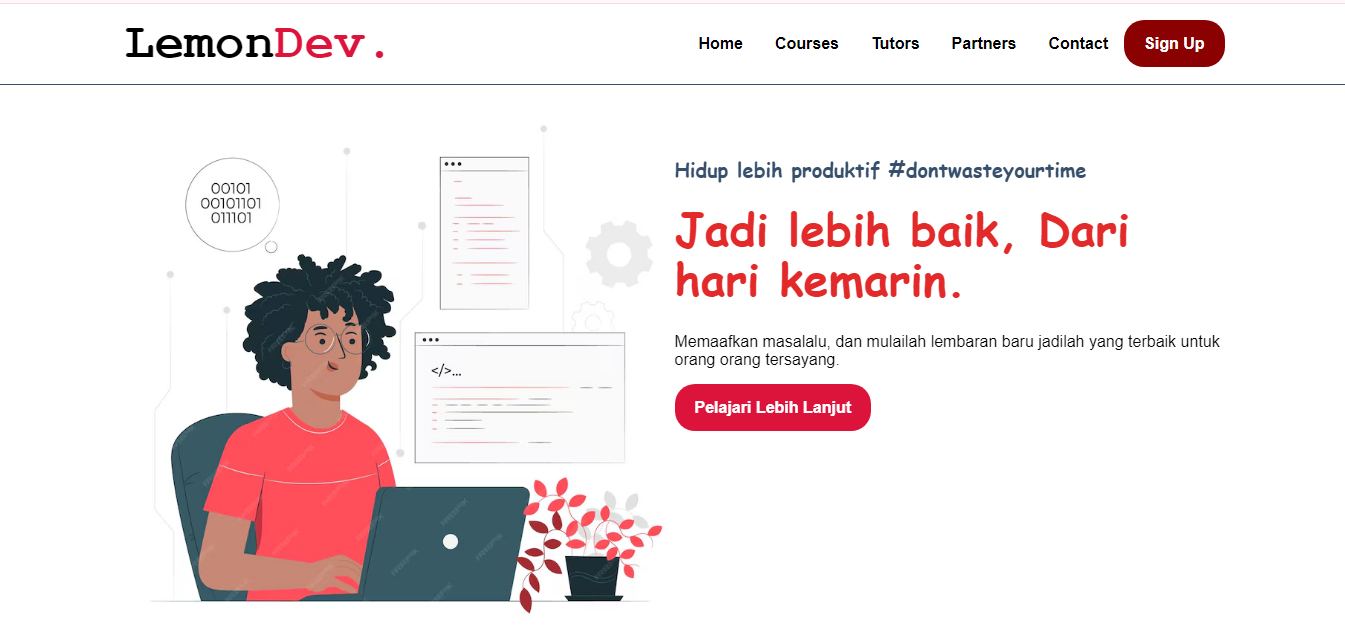 LemonDev.
Home Courses Tutors Partners Contact Sign Up
00101
00101101
011101
</>...
Hidup lebih produktif #dontwasteyourtime
Jadi lebih baik, Dari
hari kemarin.
Memaafkan masalalu, dan mulailah lembaran baru jadilah yang terbaik untuk
orang orang tersayang.
Pelajari Lebih Lanjut